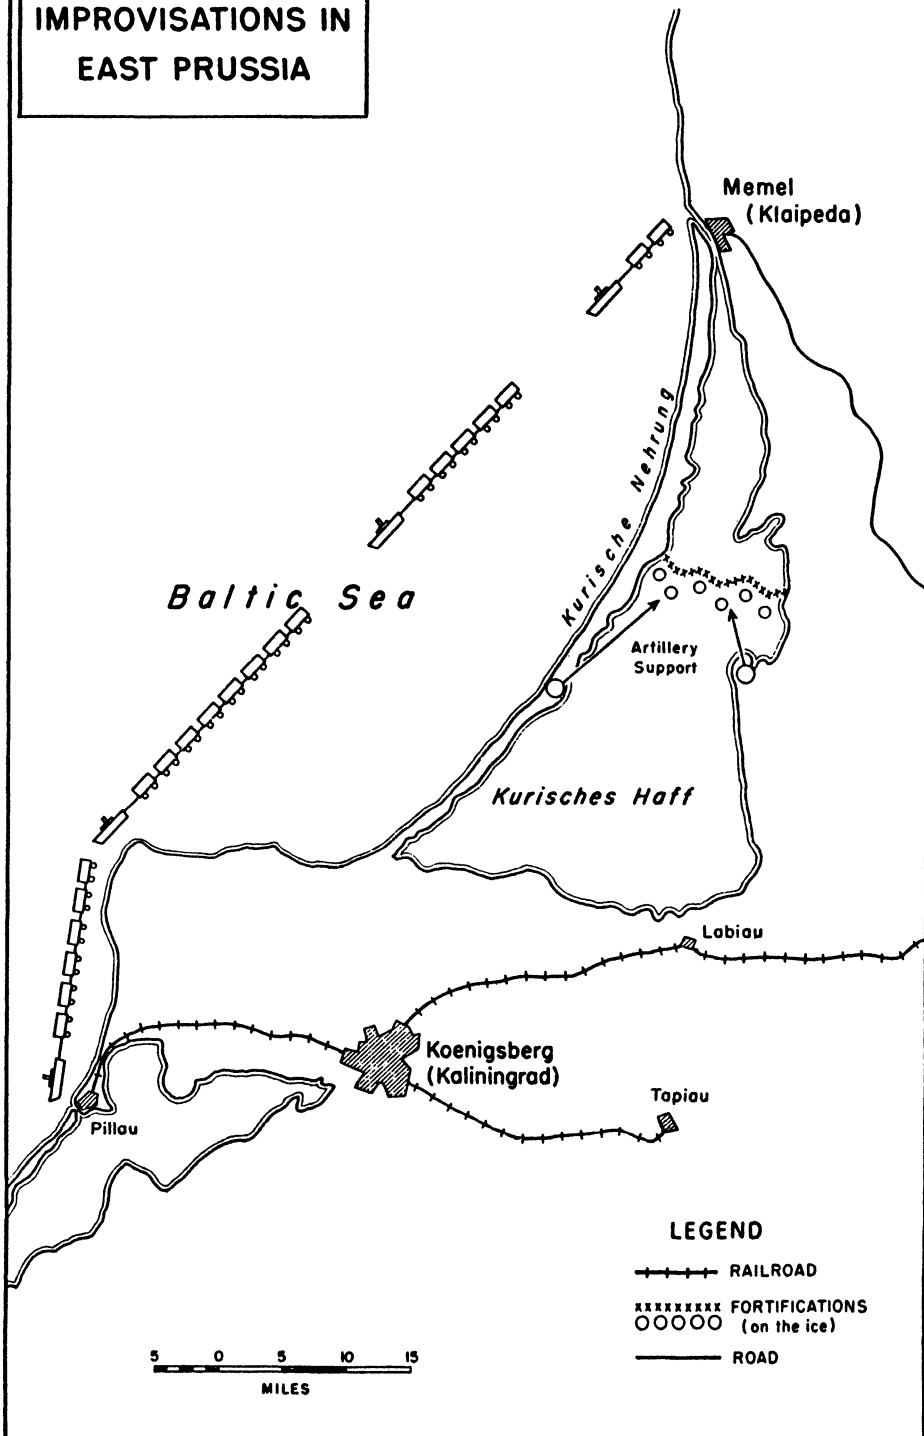 IMPROVISATIONS IN
EAST PRUSSIA
Memel
(Klaipeda)
Kurische Nehrung
Baltic Sea
Artillery
Support
Kurisches Haff
Labiau
Koenigsberg
(Kaliningrad)
Tapiau
Pillau
LEGEND
RAILROAD
FORTIFICATIONS
(on the ice)
ROAD
5 0 5 10 15
MILES